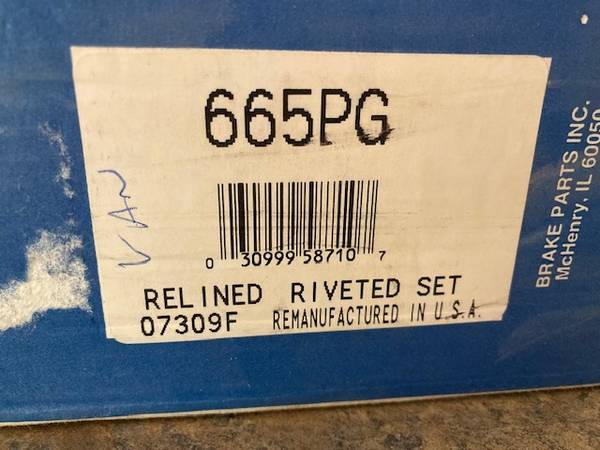 665PG
VAN
0 30999 58710 7
RELINED RIVETED SET
07309F REMANUFACTURED IN U.S.A.
BRAKE PARTS INC.
McHenry, IL 60050